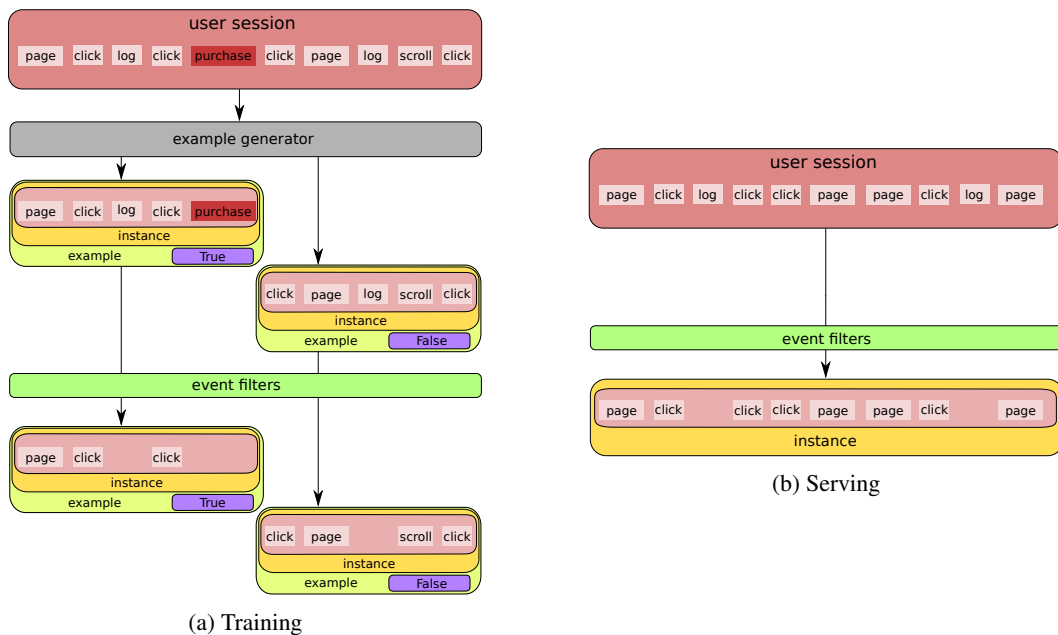 user session
page click log click purchase click page log scroll click
example generator
page click log click purchase
instance
example True
click page log scroll click
instance
example False
event filters
page click click
instance
example True
click page scroll click
instance
example False
(a) Training
user session
page click log click click page page click log page
event filters
page click click click page page click page
instance
(b) Serving